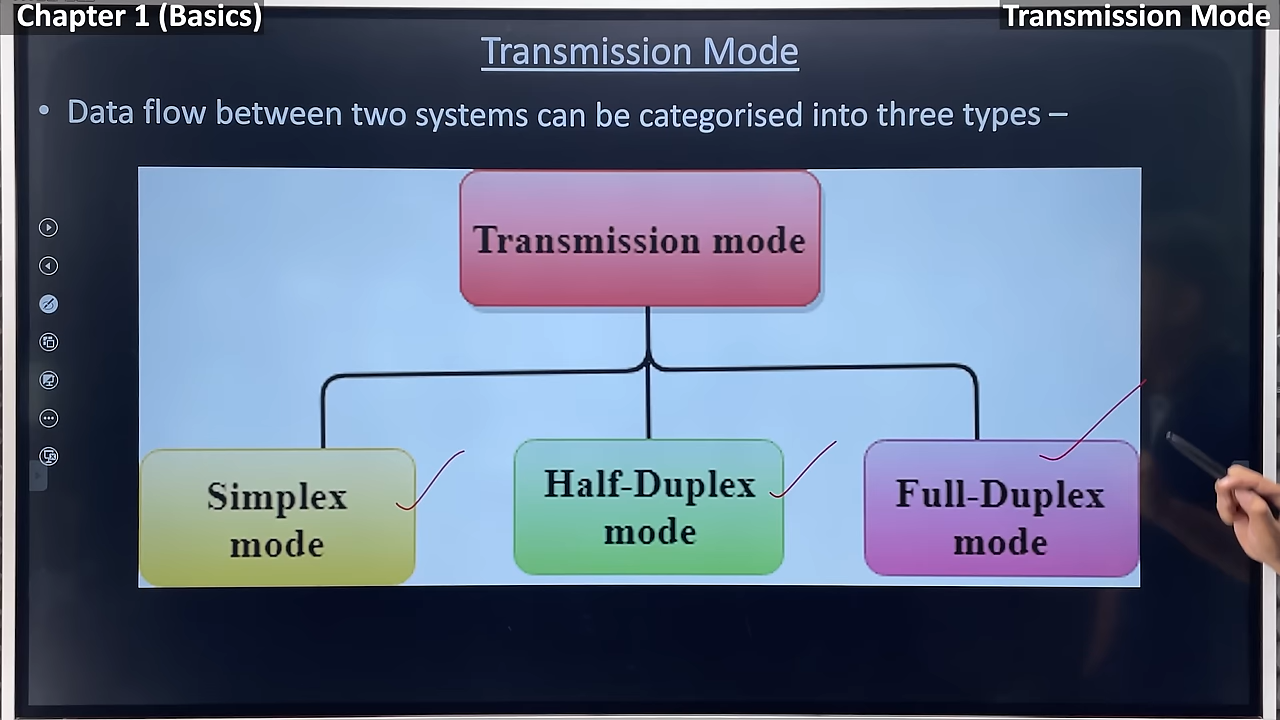 Chapter 1 (Basics)
Transmission Mode
Transmission Mode
• Data flow between two systems can be categorised into three types –
Transmission mode
Simplex
mode
Half-Duplex
mode
Full-Duplex
mode